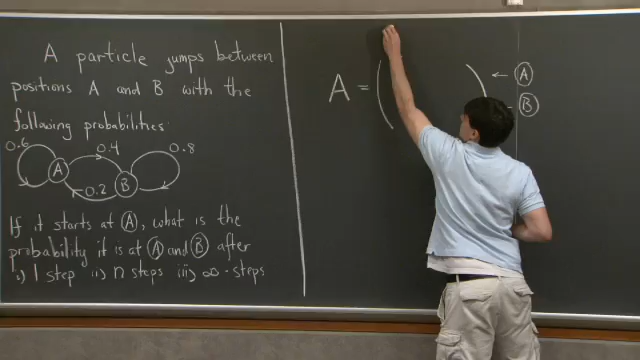 A particle jumps between
positions A and B with the
following probabilities:
0.6
0.4
0.8
A
B
0.2
If it starts at A, what is the
probability it is at A and B after
i) 1 step ii) n steps iii) ∞-steps
A = ( ) ← A
B